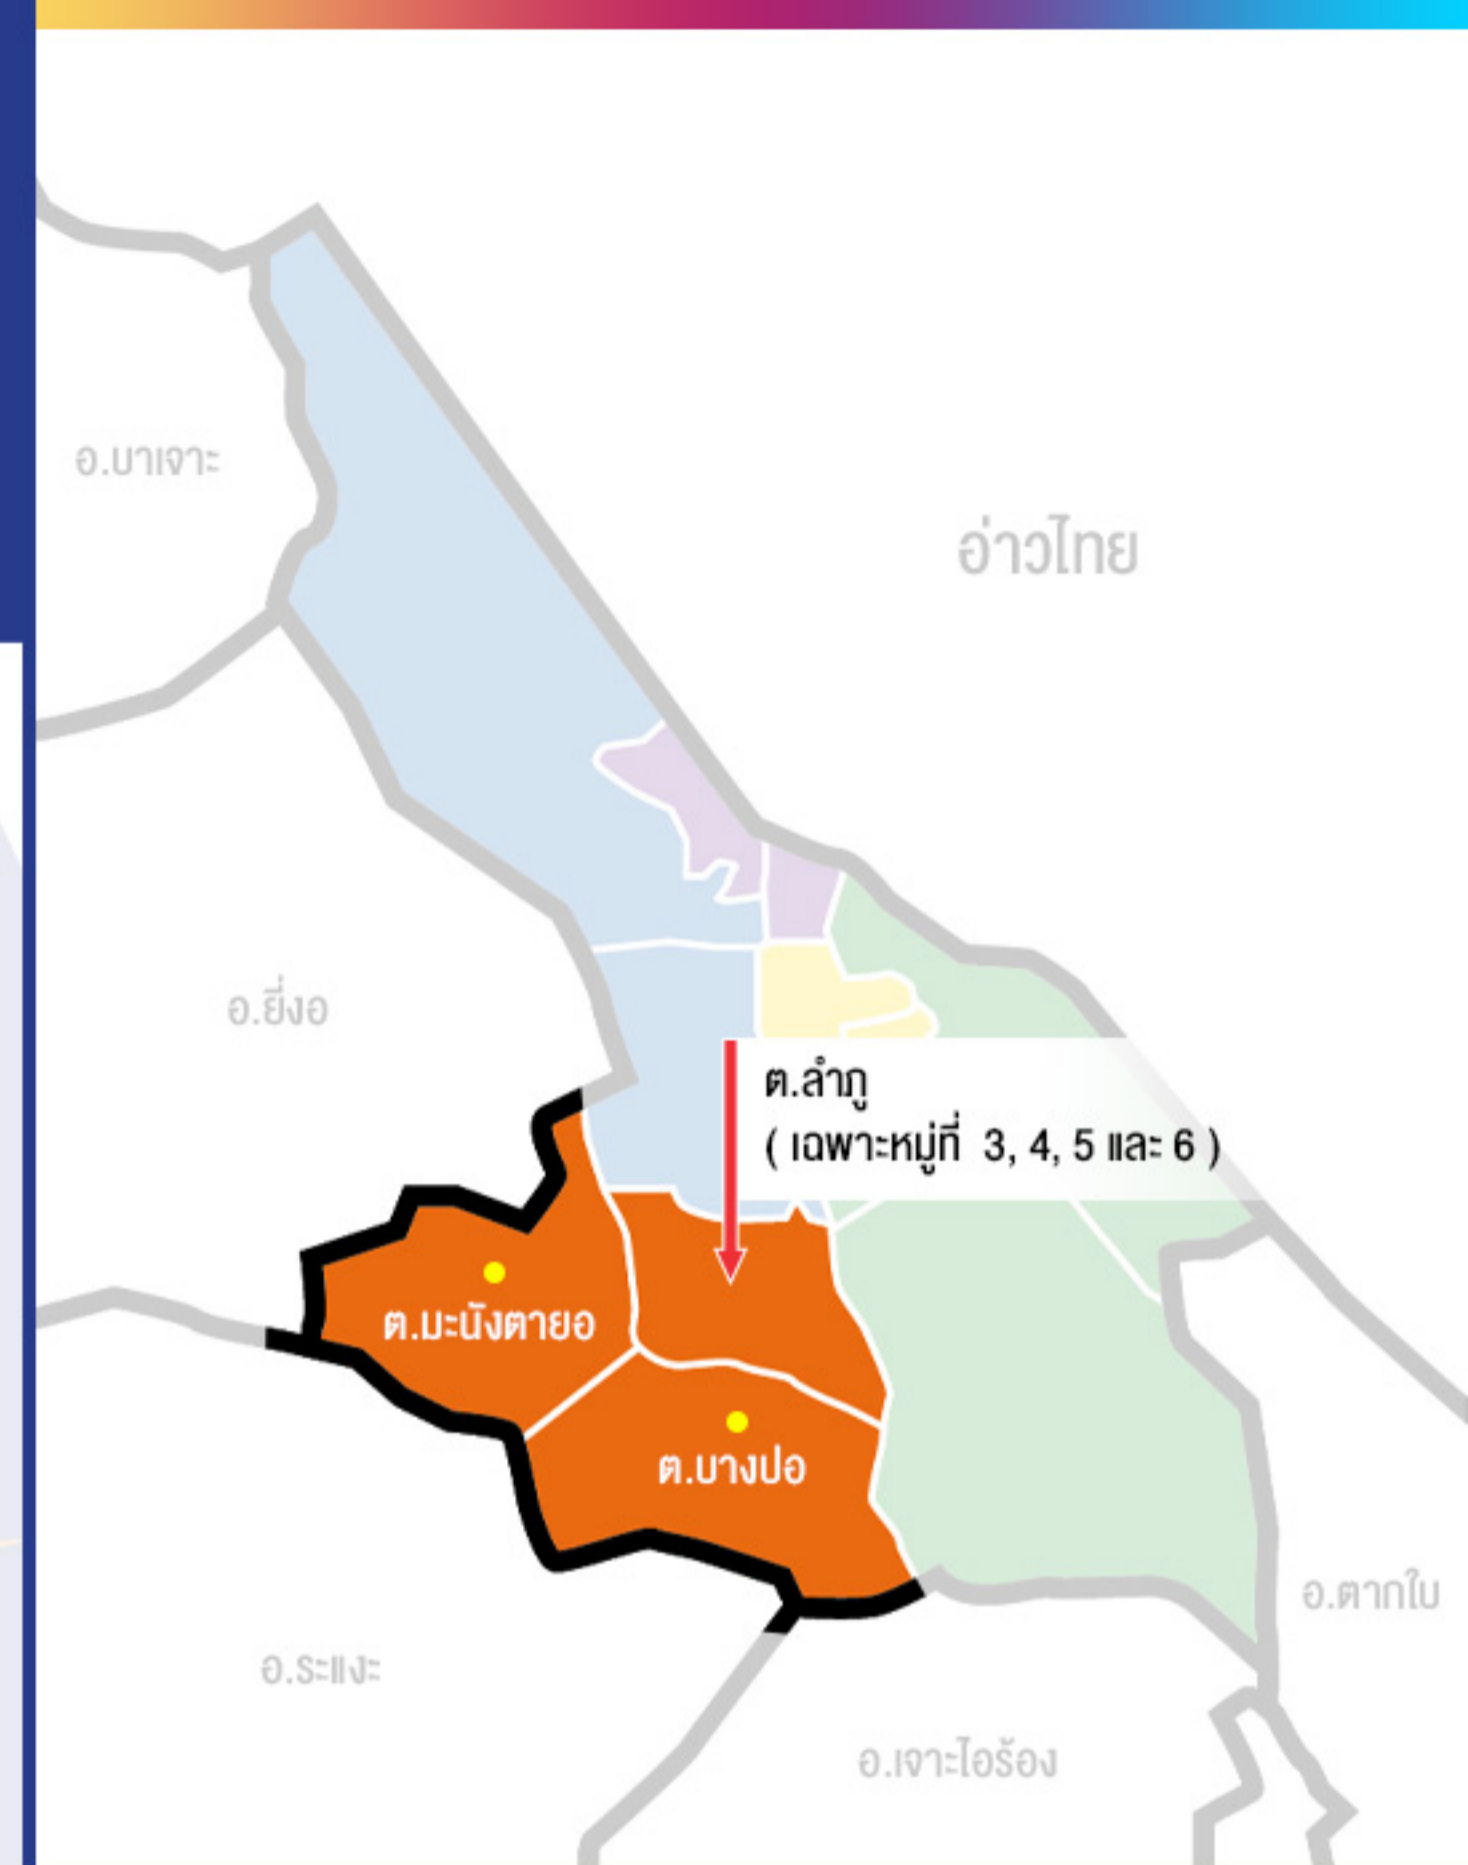 อ.บาเจาะ
อ่าวไทย
อ.ยี่งอ
ต.ลำภู
( เฉพาะหมู่ที่ 3, 4, 5 และ 6 )
ต.มะนังตายอ
ต.บางปอ
อ.ตากใบ
อ.ระแงะ
อ.เจาะไอร้อง